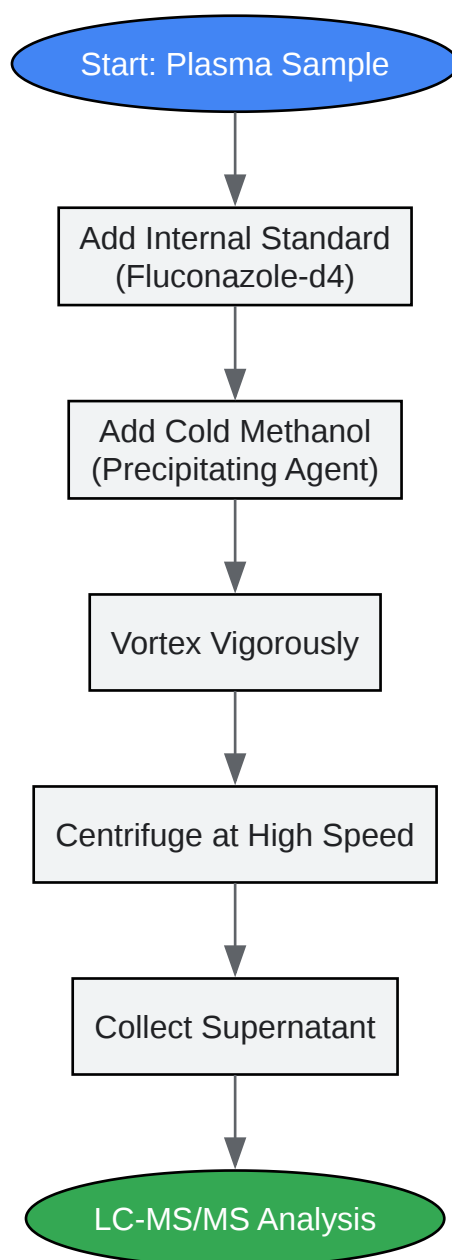 Start: Plasma Sample
Add Internal Standard
(Fluconazole-d4)
Add Cold Methanol
(Precipitating Agent)
Vortex Vigorously
Centrifuge at High Speed
Collect Supernatant
LC-MS/MS Analysis